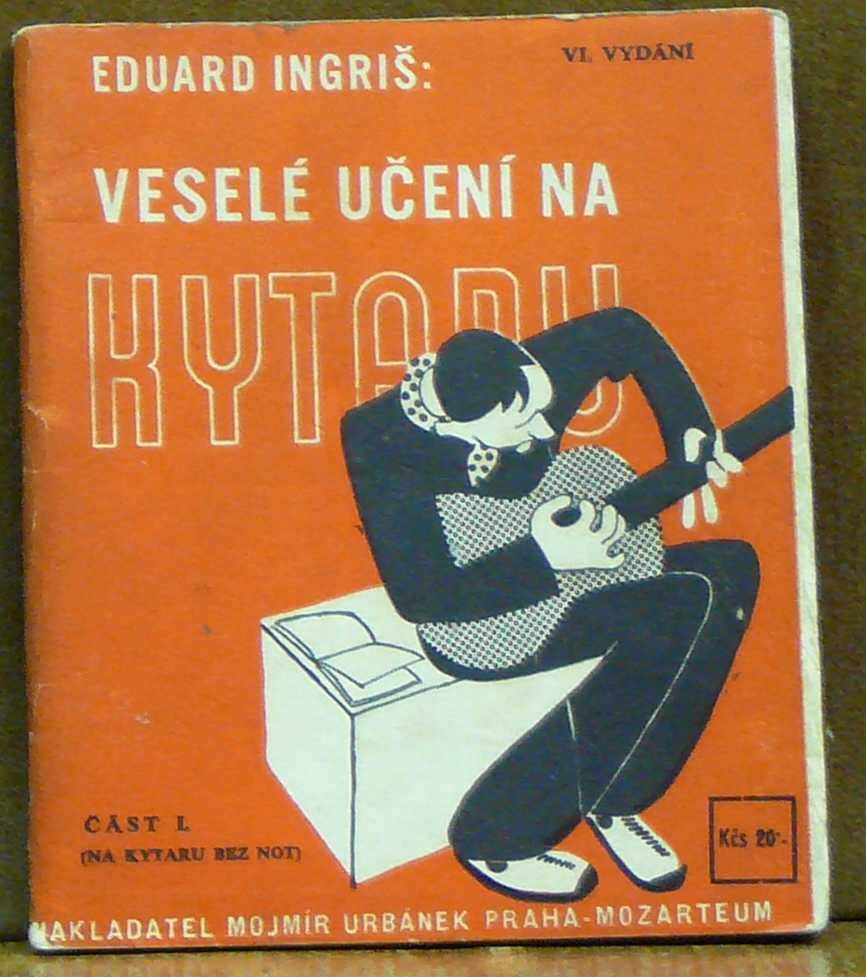 EDUARD INGRIŠ:
VI. VYDÁNÍ
VESELÉ UČENÍ NA
KYTARU
ČÁST I.
(NA KYTARU BEZ NOT)
Kčs 20·-
NAKLADATEL MOJMÍR URBÁNEK PRAHA-MOZARTEUM